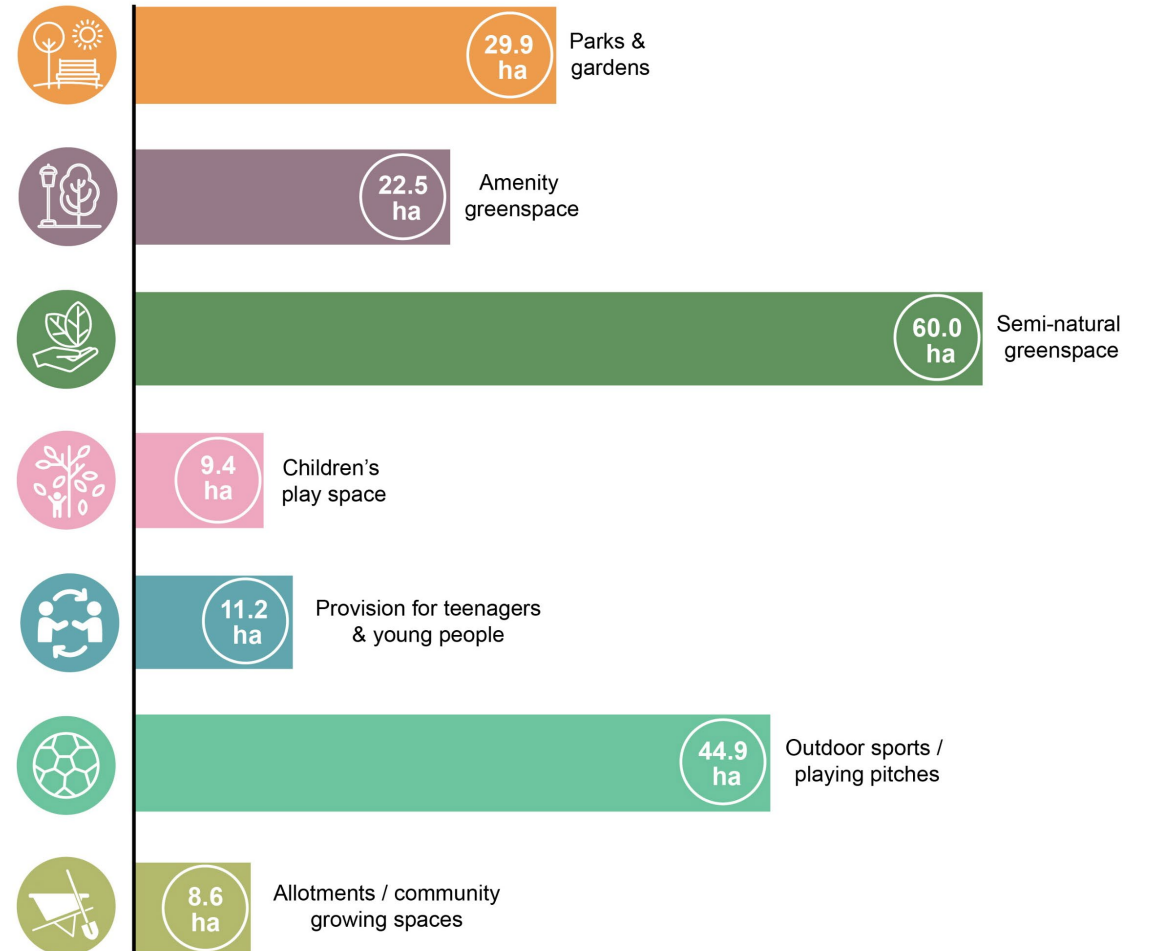 29.9
ha
Parks &
gardens
22.5
ha
Amenity
greenspace
60.0
ha
Semi-natural
greenspace
9.4
ha
Children’s
play space
11.2
ha
Provision for teenagers
& young people
44.9
ha
Outdoor sports /
playing pitches
8.6
ha
Allotments / community
growing spaces